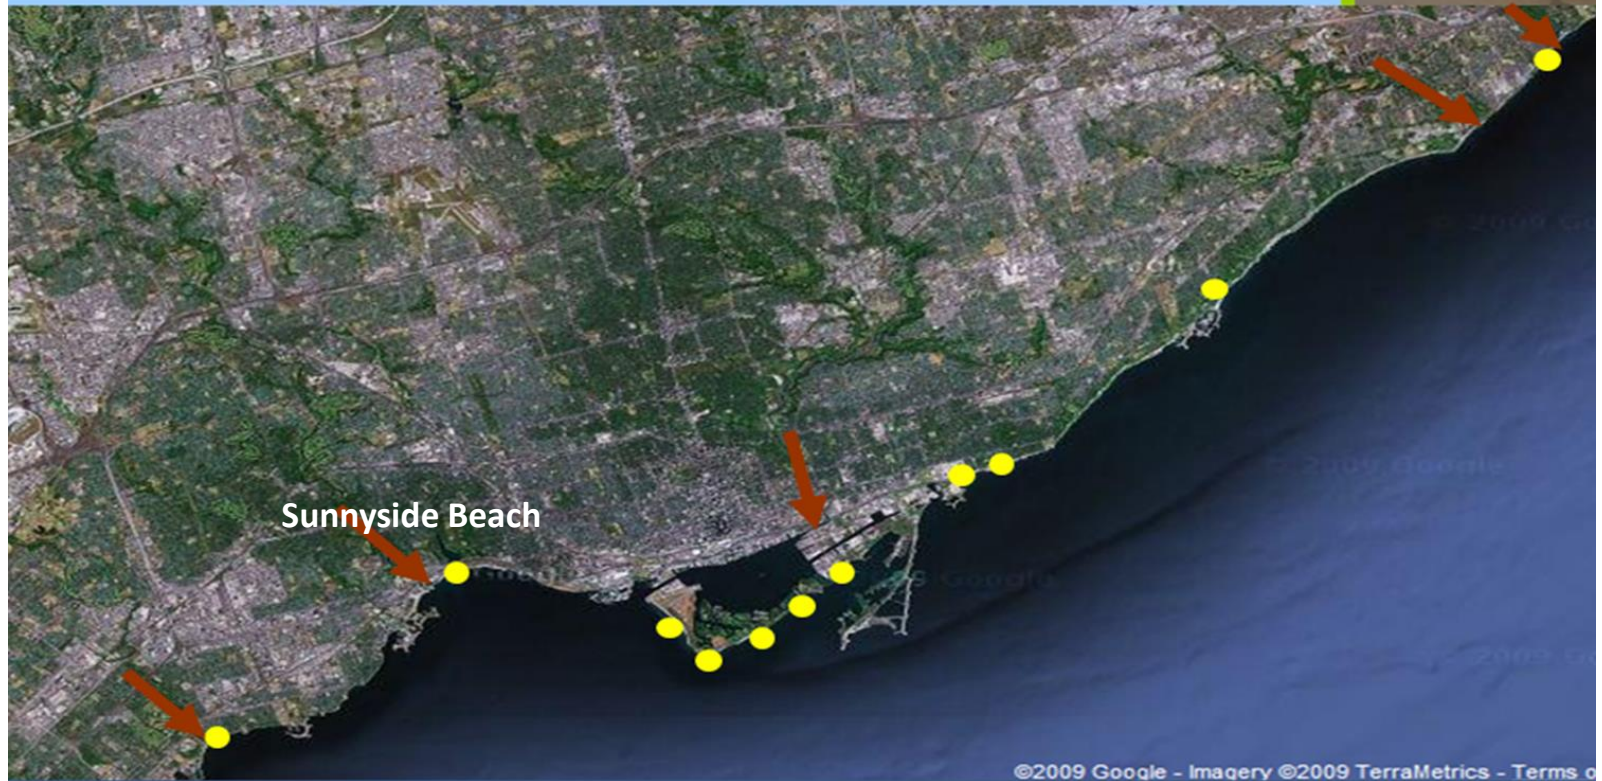 Sunnyside Beach
©2009 Google - Imagery ©2009 TerraMetrics - Terms o